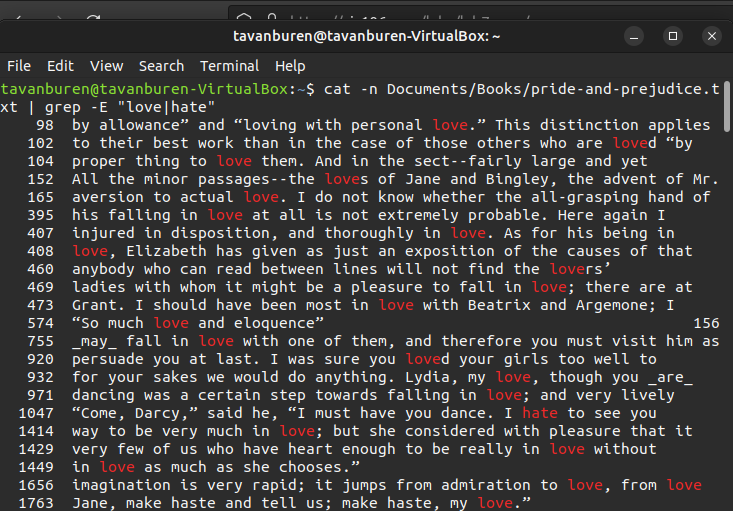 tavanburen@tavanburen-VirtualBox: ~
File Edit View Search Terminal Help
tavanburen@tavanburen-VirtualBox:~$ cat -n Documents/Books/pride-and-prejudice.t
xt | grep -E "love|hate"
98 by allowance” and “loving with personal love.” This distinction applies
102 to their best work than in the case of those others who are loved “by
104 proper thing to love them. And in the sect--fairly large and yet
152 All the minor passages--the loves of Jane and Bingley, the advent of Mr.
165 aversion to actual love. I do not know whether the all-grasping hand of
395 his falling in love at all is not extremely probable. Here again I
407 injured in disposition, and thoroughly in love. As for his being in
408 love, Elizabeth has given as just an exposition of the causes of that
460 anybody who can read between lines will not find the lovers’
469 ladies with whom it might be a pleasure to fall in love; there are at
473 Grant. I should have been most in love with Beatrix and Argemone; I
574 “So much love and eloquence” 156
755 _may_ fall in love with one of them, and therefore you must visit him as
920 persuade you at last. I was sure you loved your girls too well to
932 for your sakes we would do anything. Lydia, my love, though you _are_
971 dancing was a certain step towards falling in love; and very lively
1047 “Come, Darcy,” said he, “I must have you dance. I hate to see you
1414 way to be very much in love; but she considered with pleasure that it
1429 very few of us who have heart enough to be really in love without
1449 in love as much as she chooses.”
1656 imagination is very rapid; it jumps from admiration to love, from love
1763 Jane, make haste and tell us; make haste, my love.”